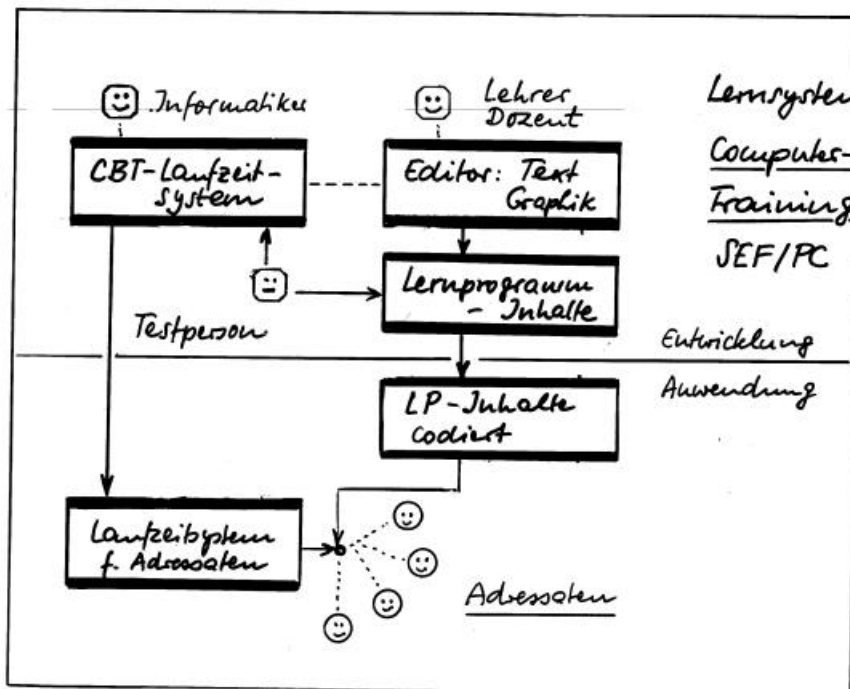 Informatiker
Lehrer
Dozent
Lernsystem
CBT-Laufzeit-
system
Editor: Text
Graphik
Computer-
Training
SEF/PC
Lernprogramm
- Inhalte
Testperson
Entwicklung
Anwendung
LP-Inhalte
codiert
Laufzeitsystem
f. Adressaten
Adressaten